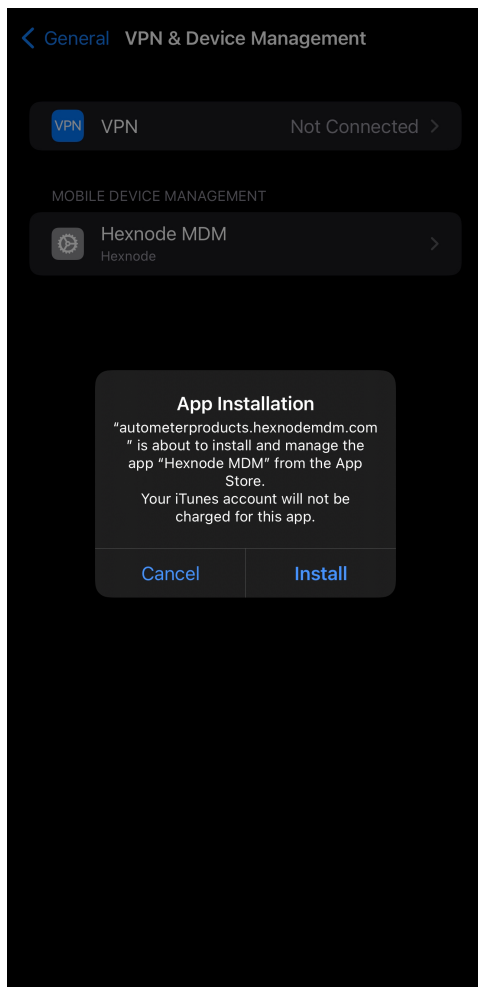 General VPN & Device Management
VPN VPN Not Connected
MOBILE DEVICE MANAGEMENT
Hexnode MDM
Hexnode
App Installation
“autometerproducts.hexnodemdm.com
” is about to install and manage the
app “Hexnode MDM” from the App
Store.
Your iTunes account will not be
charged for this app.
Cancel Install